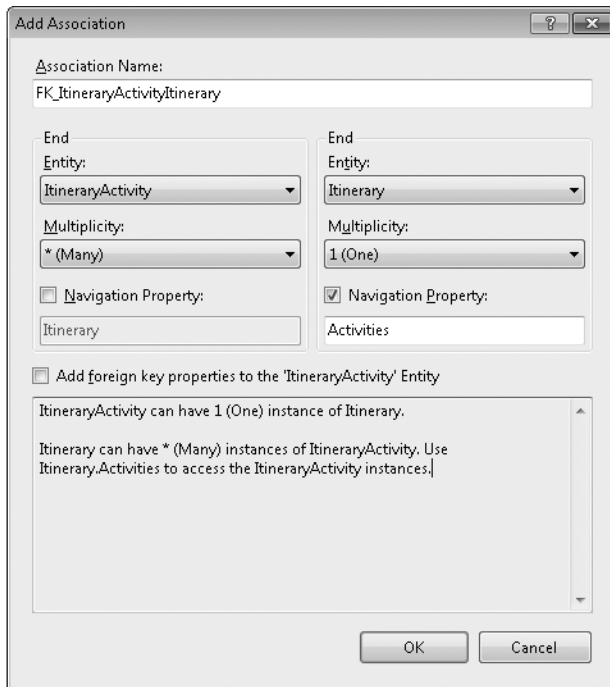 Add Association
Association Name:
FK_ItineraryActivityItinerary
End
Entity:
ItineraryActivity
Multiplicity:
* (Many)
Navigation Property:
Itinerary
End
Entity:
Itinerary
Multiplicity:
1 (One)
Navigation Property:
Activities
Add foreign key properties to the 'ItineraryActivity' Entity
ItineraryActivity can have 1 (One) instance of Itinerary.
Itinerary can have * (Many) instances of ItineraryActivity. Use
Itinerary.Activities to access the ItineraryActivity instances.
OK
Cancel